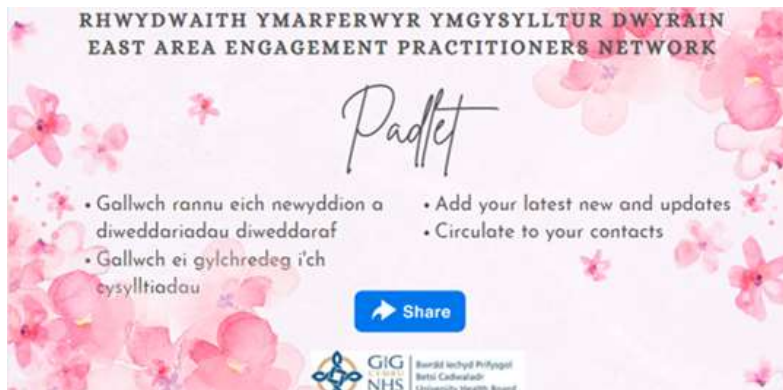 RHWYDWAITH YMARFERWYR YMGYSYLLTUR DWYRAIN
EAST AREA ENGAGEMENT PRACTITIONERS NETWORK
Padlet
• Gallwch rannu eich newyddion a
diweddariadau diweddaraf
• Gallwch ei gylchredeg i'ch
cysylltiadau
• Add your latest new and updates
• Circulate to your contacts
Share
GIG
CYMRU
NHS
Bwrdd Iechyd Prifysgol
Betsi Cadwaladr
University Health Board